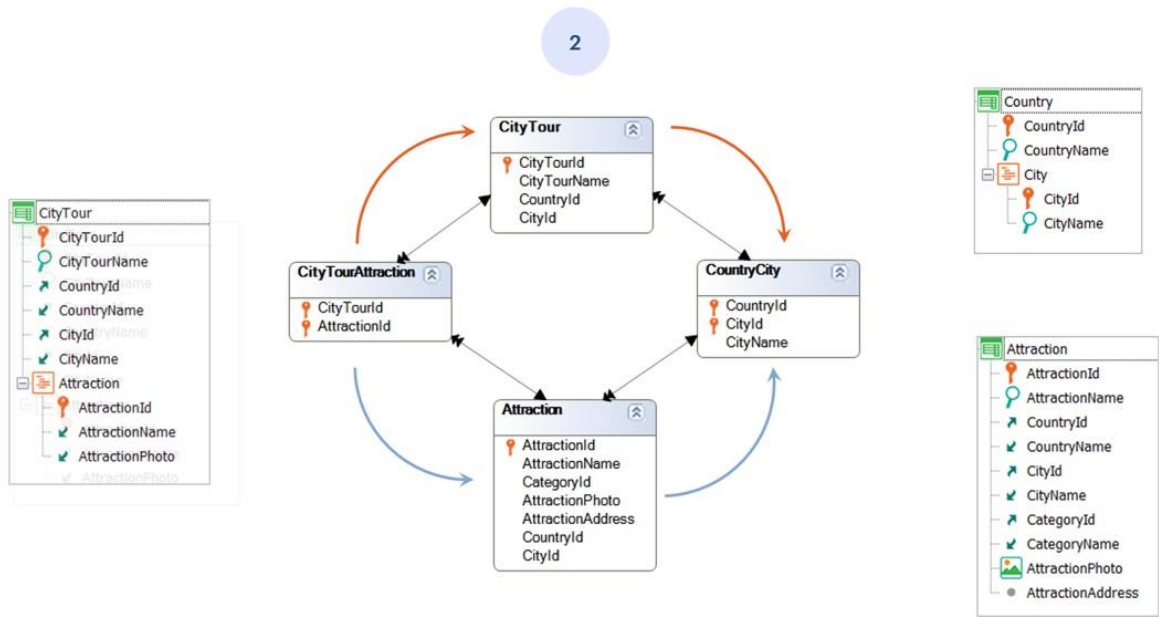 2
CityTour
CityTourId
CityTourName
CountryId
CountryName
CityId
CityName
Attraction
AttractionId
AttractionName
AttractionPhoto
AttractionPhoto
CityTour
CityTourId
CityTourName
CountryId
CityId
CityTourAttraction
CityTourId
AttractionId
CountryCity
CountryId
CityId
CityName
Attraction
AttractionId
AttractionName
CategoryId
AttractionPhoto
AttractionAddress
CountryId
CityId
Country
CountryId
CountryName
City
CityId
CityName
Attraction
AttractionId
AttractionName
CountryId
CountryName
CityId
CityName
CategoryId
CategoryName
AttractionPhoto
AttractionAddress